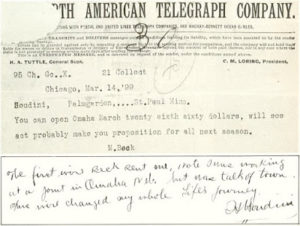 RTH AMERICAN TELEGRAPH COMPANY.
H. A. TUTTLE, General Superintendent.
C. M. LORING, President.
95 Ch. Go. K. 21 Collect
Chicago, Mar. 14, '99
Houdini, Palmgarden, St. Paul Minn.
You can open Omaha March twenty sixth sixty dollars, will see
act probably make you proposition for all next season.
M. Beck
The first wire Beck sent me, note I was working
at a joint in Omaha Neb. but was talk of town.
This wire changed my whole Life's journey.
Houdini